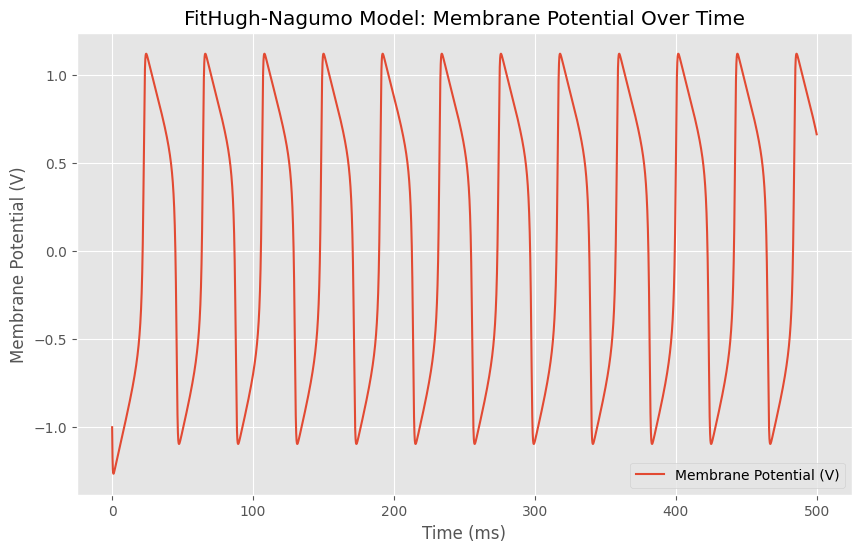 FitHugh-Nagumo Model: Membrane Potential Over Time
Membrane Potential (V)
1.0
0.5
0.0
−0.5
−1.0
Membrane Potential (V)
0 100 200 300 400 500
Time (ms)